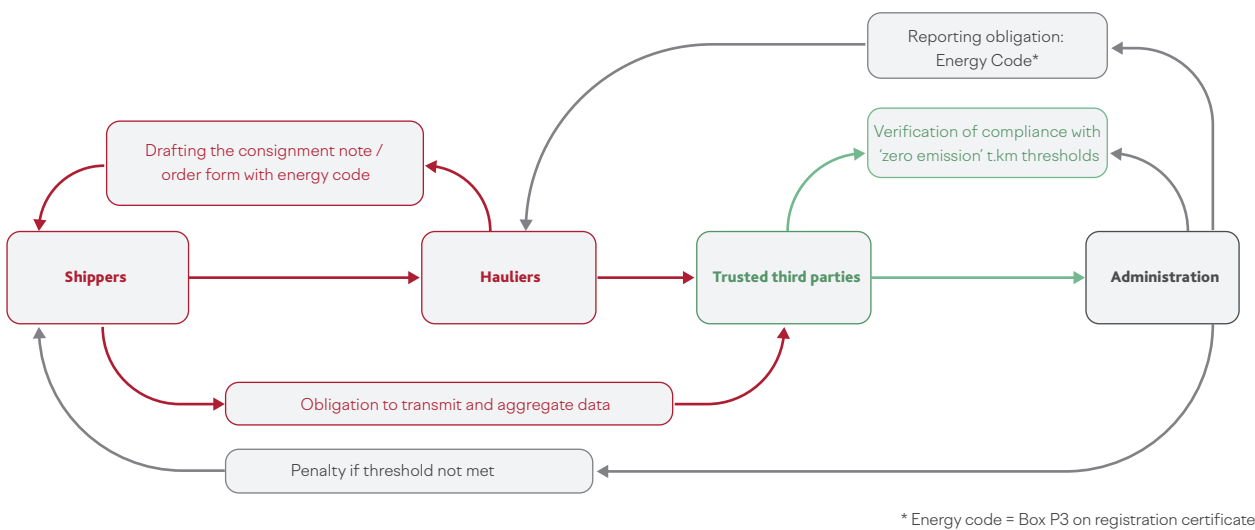 Reporting obligation:
Energy Code*
Verification of compliance with
'zero emission' t.km thresholds
Drafting the consignment note /
order form with energy code
Shippers
Hauliers
Trusted third parties
Administration
Obligation to transmit and aggregate data
Penalty if threshold not met
* Energy code = Box P3 on registration certificate